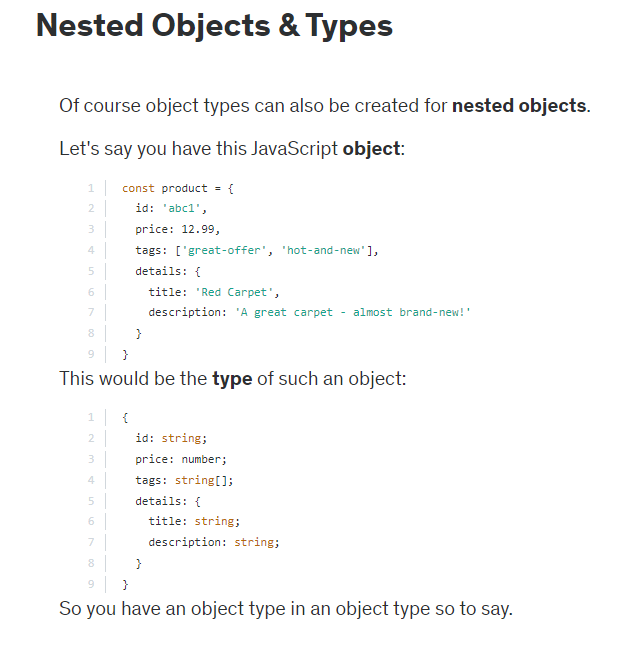 Nested Objects & Types
Of course object types can also be created for nested objects.
Let's say you have this JavaScript object:
1 const product = {
2   id: 'abc1',
3   price: 12.99,
4   tags: ['great-offer', 'hot-and-new'],
5   details: {
6     title: 'Red Carpet',
7     description: 'A great carpet - almost brand-new!'
8   }
9 }
This would be the type of such an object:
1 {
2   id: string;
3   price: number;
4   tags: string[];
5   details: {
6     title: string;
7     description: string;
8   }
9 }
So you have an object type in an object type so to say.